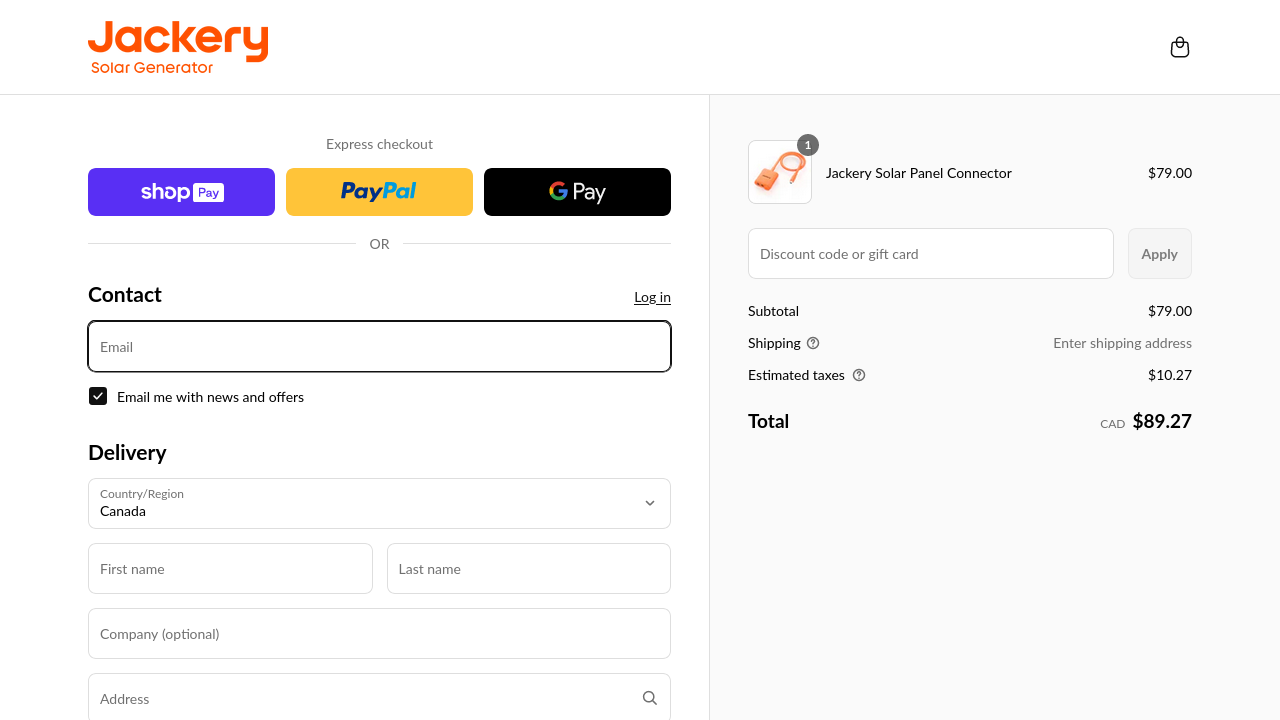 Jackery
Solar Generator
Express checkout
shop Pay
PayPal
G Pay
OR
Contact
Log in
Email
Email me with news and offers
Delivery
Country/Region
Canada
First name
Last name
Company (optional)
Address
1
Jackery Solar Panel Connector
$79.00
Discount code or gift card
Apply
Subtotal
$79.00
Shipping
Enter shipping address
Estimated taxes
$10.27
Total
CAD $89.27